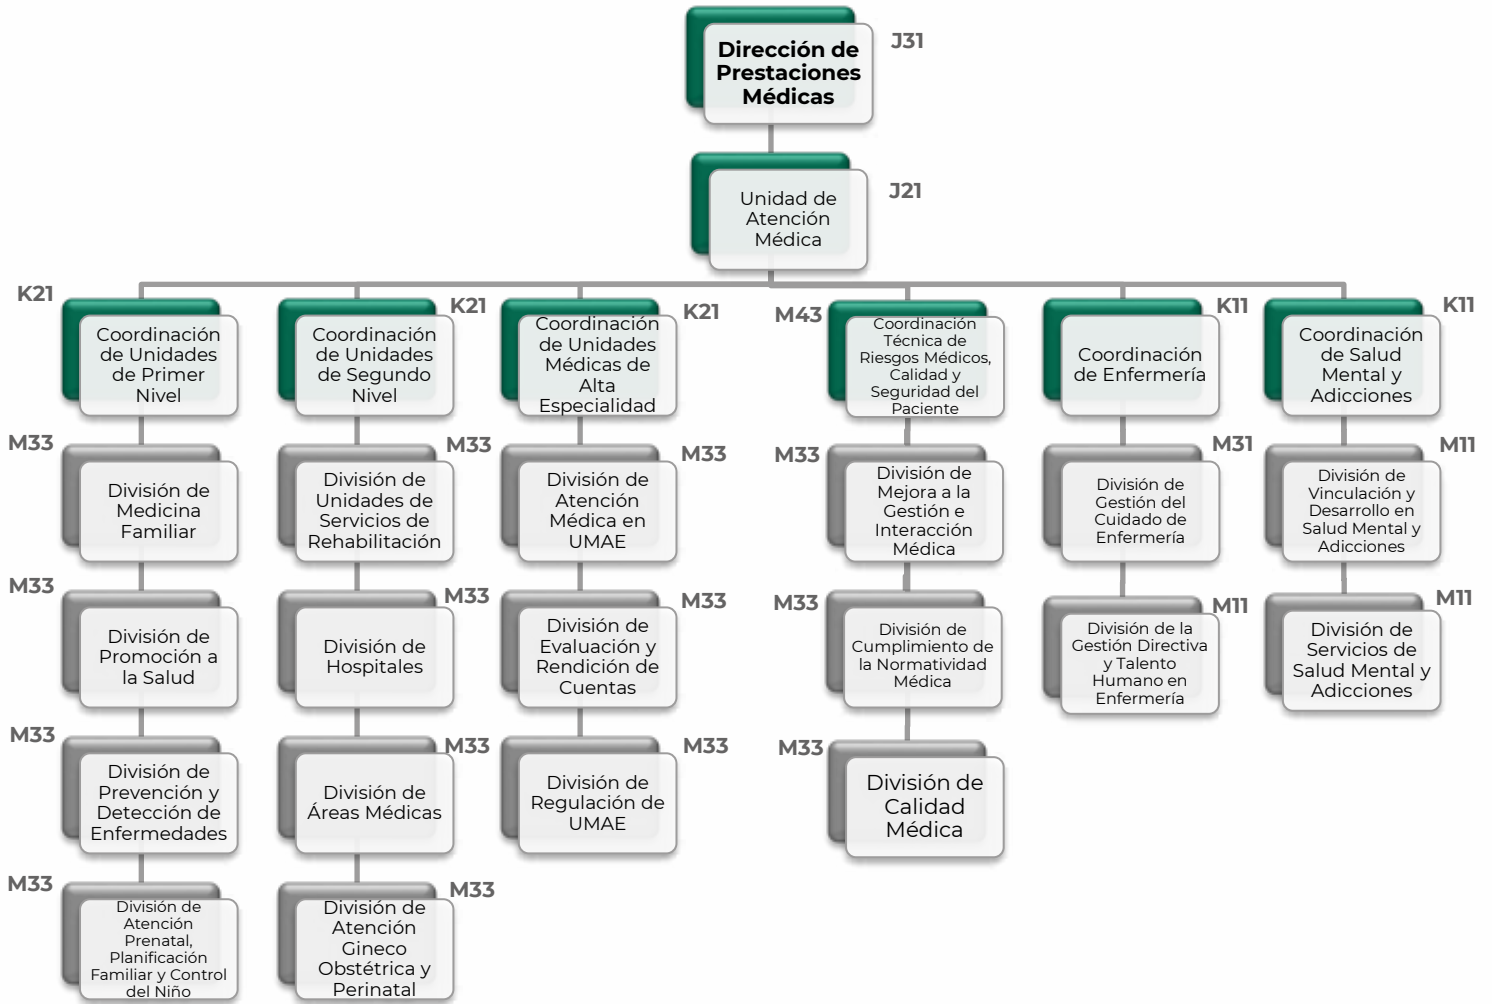 Dirección de
Prestaciones
Médicas
J31
Unidad de
Atención
Médica
J21
K21
Coordinación
de Unidades
de Primer
Nivel
M33
División de
Medicina
Familiar
M33
División de
Promoción a
la Salud
M33
División de
Prevención y
Detección de
Enfermedades
M33
División de
Atención
Prenatal,
Planificación
Familiar y Control
del Niño
K21
Coordinación
de Unidades
de Segundo
Nivel
M33
División de
Unidades de
Servicios de
Rehabilitación
M33
División de
Hospitales
M33
División de
Áreas Médicas
M33
División de
Atención
Gineco
Obstétrica y
Perinatal
K21
Coordinación
de Unidades
Médicas de
Alta
Especialidad
M33
División de
Atención
Médica en
UMAE
M33
División de
Evaluación y
Rendición de
Cuentas
M33
División de
Regulación de
UMAE
M43
Coordinación
Técnica de
Riesgos Médicos,
Calidad y
Seguridad del
Paciente
M33
División de
Mejora a la
Gestión e
Interacción
Médica
M33
División de
Cumplimiento de
la Normatividad
Médica
M33
División de
Calidad
Médica
K11
Coordinación
de Enfermería
M31
División de
Gestión del
Cuidado de
Enfermería
M11
División de la
Gestión Directiva
y Talento
Humano en
Enfermería
K11
Coordinación
de Salud
Mental y
Adicciones
M11
División de
Vinculación y
Desarrollo en
Salud Mental y
Adicciones
M11
División de
Servicios de
Salud Mental y
Adicciones